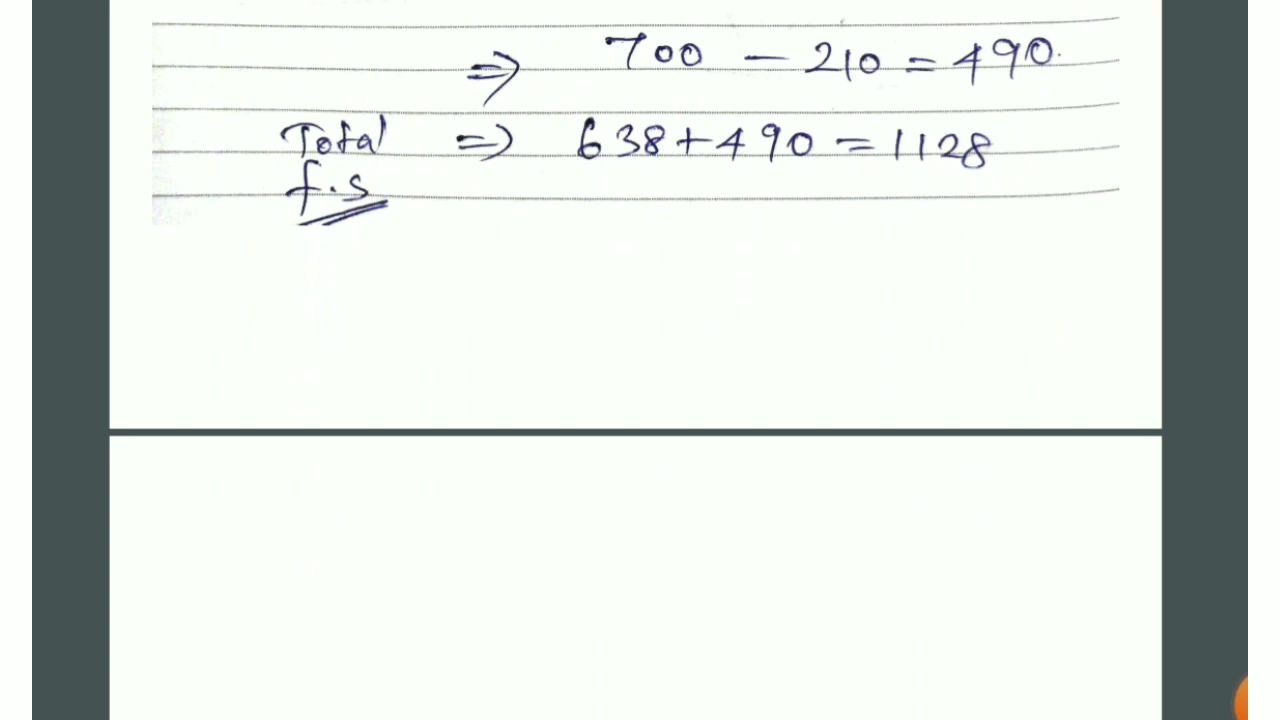 ⇒ 700 - 210 = 490.
Total ⇒ 638 + 490 = 1128
f.s